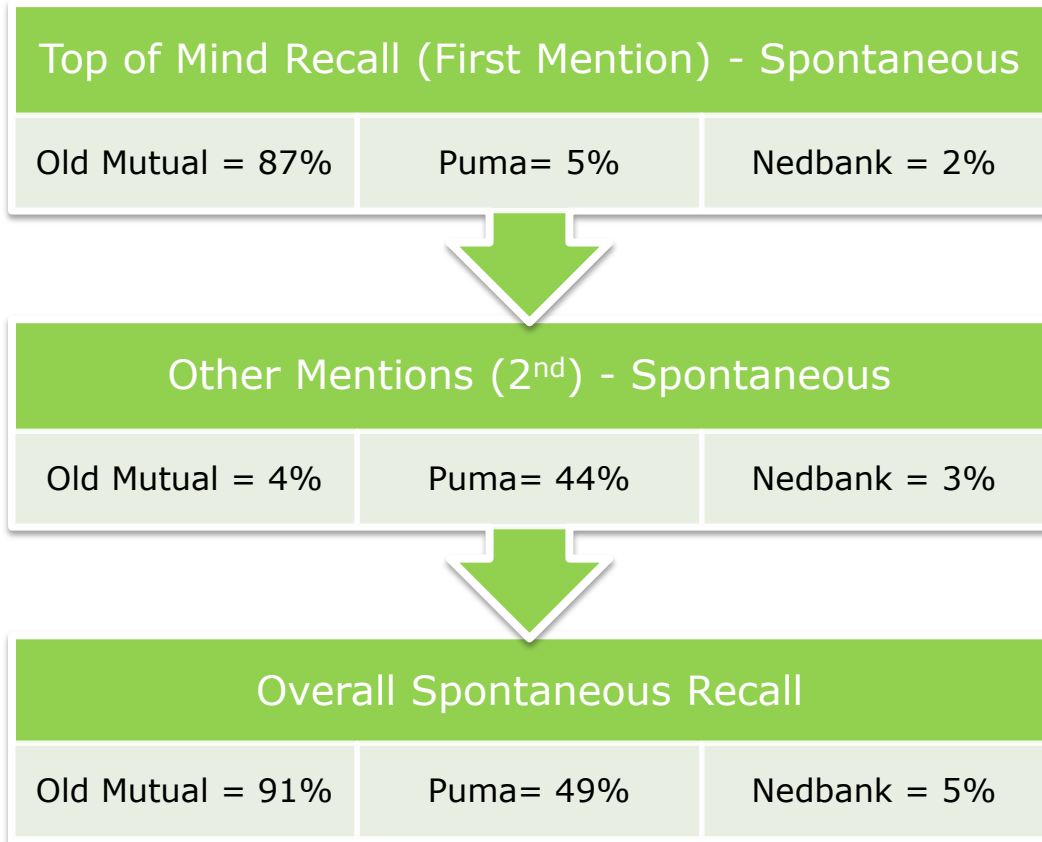 Top of Mind Recall (First Mention) - Spontaneous
Old Mutual = 87% Puma= 5% Nedbank = 2%
Other Mentions (2nd) - Spontaneous
Old Mutual = 4% Puma= 44% Nedbank = 3%
Overall Spontaneous Recall
Old Mutual = 91% Puma= 49% Nedbank = 5%